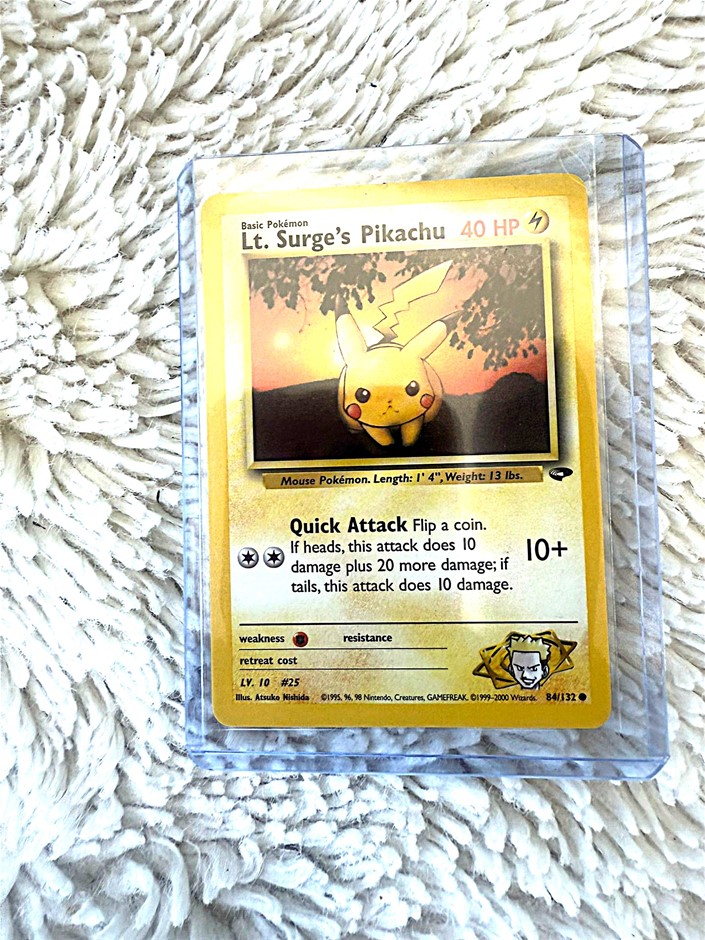 Basic Pokémon
Lt. Surge's Pikachu 40 HP
Mouse Pokémon. Length: 1' 4", Weight: 13 lbs.
Quick Attack Flip a coin.
If heads, this attack does 10
damage plus 20 more damage; if
tails, this attack does 10 damage.
10+
weakness resistance
retreat cost
LV. 10 #25
Illus. Atsuko Nishida ©1995, 96, 98 Nintendo, Creatures, GAMEFREAK. ©1999-2000 Wizards. 84/132